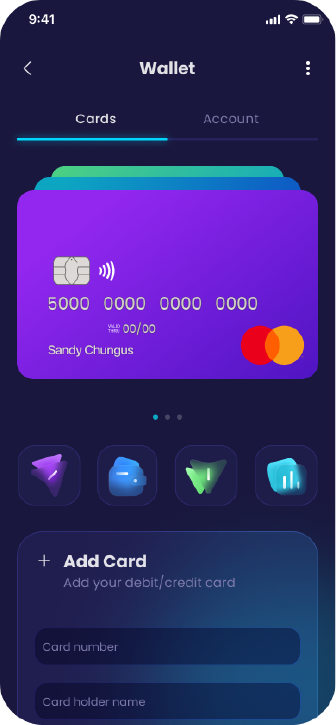 9:41
Wallet
Cards Account
5000 0000 0000 0000
VALID
THRU 00/00
Sandy Chungus
Add Card
Add your debit/credit card
Card number
Card holder name